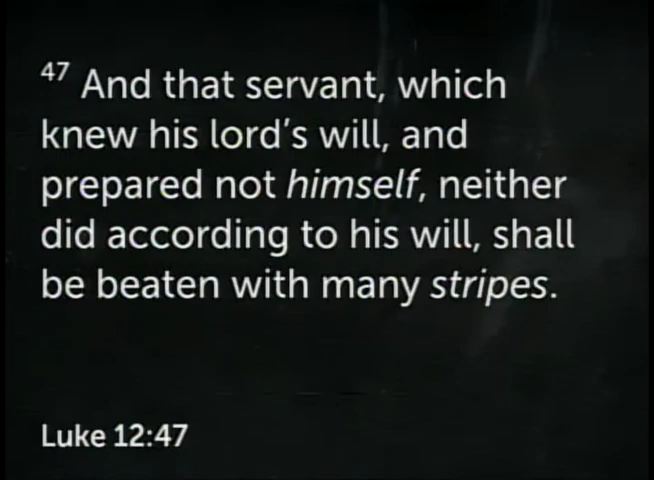 47 And that servant, which
knew his lord's will, and
prepared not himself, neither
did according to his will, shall
be beaten with many stripes.
Luke 12:47